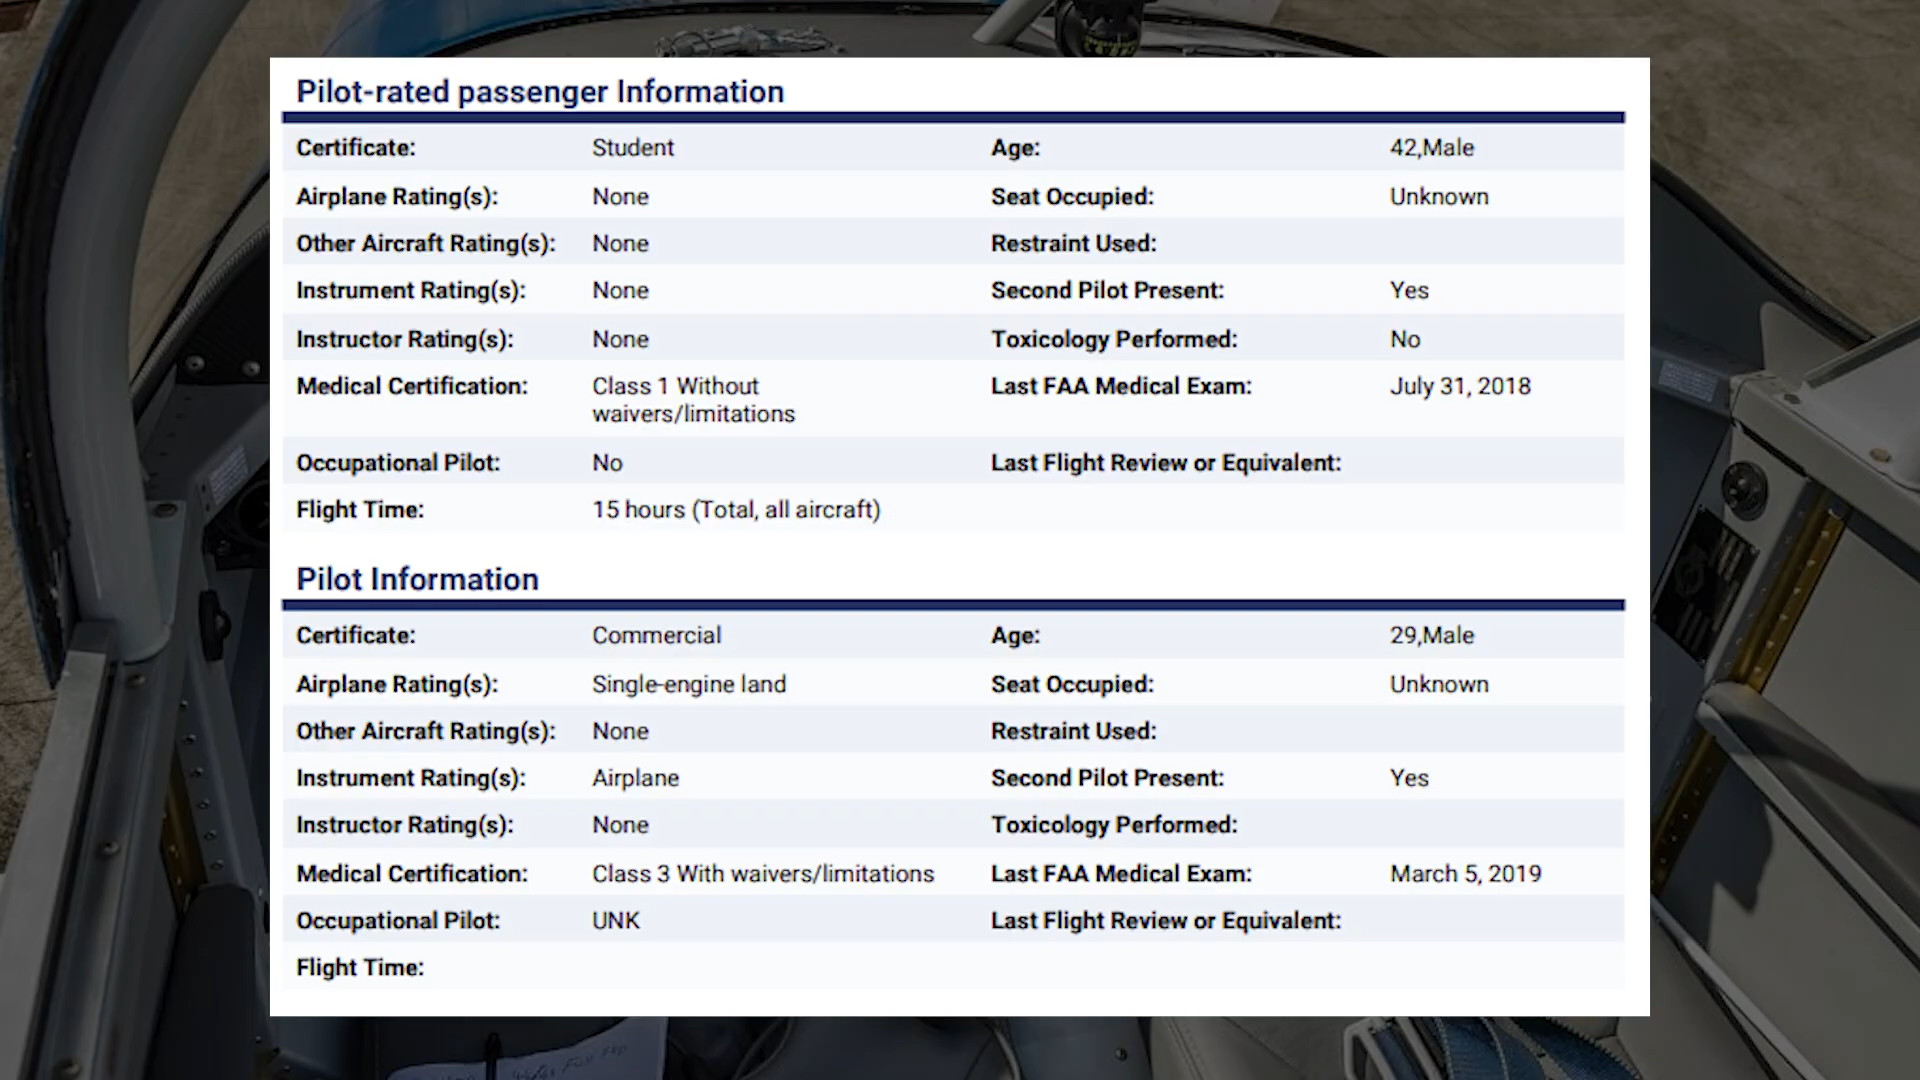 Pilot-rated passenger Information
Certificate: Student Age: 42,Male
Airplane Rating(s): None Seat Occupied: Unknown
Other Aircraft Rating(s): None Restraint Used:
Instrument Rating(s): None Second Pilot Present: Yes
Instructor Rating(s): None Toxicology Performed: No
Medical Certification: Class 1 Without Last FAA Medical Exam: July 31, 2018
waivers/limitations
Occupational Pilot: No Last Flight Review or Equivalent:
Flight Time: 15 hours (Total, all aircraft)
Pilot Information
Certificate: Commercial Age: 29,Male
Airplane Rating(s): Single-engine land Seat Occupied: Unknown
Other Aircraft Rating(s): None Restraint Used:
Instrument Rating(s): Airplane Second Pilot Present: Yes
Instructor Rating(s): None Toxicology Performed:
Medical Certification: Class 3 With waivers/limitations Last FAA Medical Exam: March 5, 2019
Occupational Pilot: UNK Last Flight Review or Equivalent:
Flight Time: